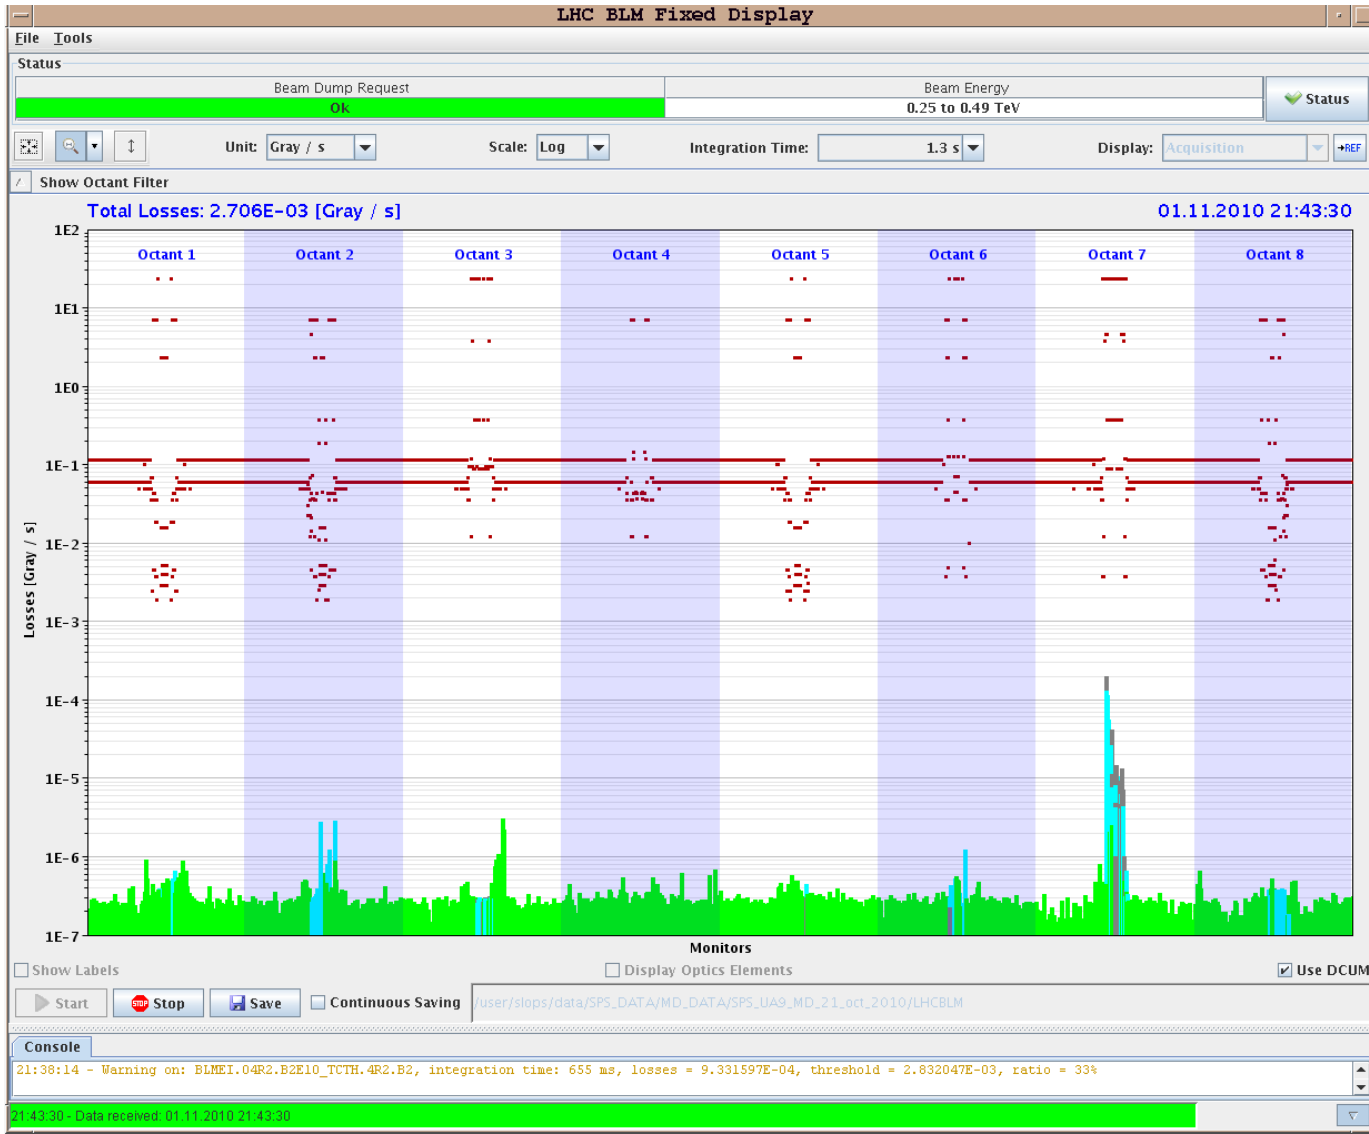 LHC BLM Fixed Display
File Tools
Status
Beam Dump Request Beam Energy
Ok 0.25 to 0.49 TeV
Status
Unit: Gray / s Scale: Log Integration Time: 1.3 s Display: Acquisition →REF
Show Octant Filter
Total Losses: 2.706E-03 [Gray / s] 01.11.2010 21:43:30
Octant 1 Octant 2 Octant 3 Octant 4 Octant 5 Octant 6 Octant 7 Octant 8
1E2
1E1
1E0
1E-1
1E-2
1E-3
1E-4
1E-5
1E-6
1E-7
Losses [Gray / s]
Monitors
Show Labels Display Optics Elements Use DCUM
Start STOP Stop Save Continuous Saving /user/slops/data/SPS_DATA/MD_DATA/SPS_UA9_MD_21_oct_2010/LHCBLM
Console
21:38:14 - Warning on: BLMEI.04R2.B2E10_TCTH.4R2.B2, integration time: 655 ms, losses = 9.331597E-04, threshold = 2.832047E-03, ratio = 33%
21:43:30 - Data received: 01.11.2010 21:43:30